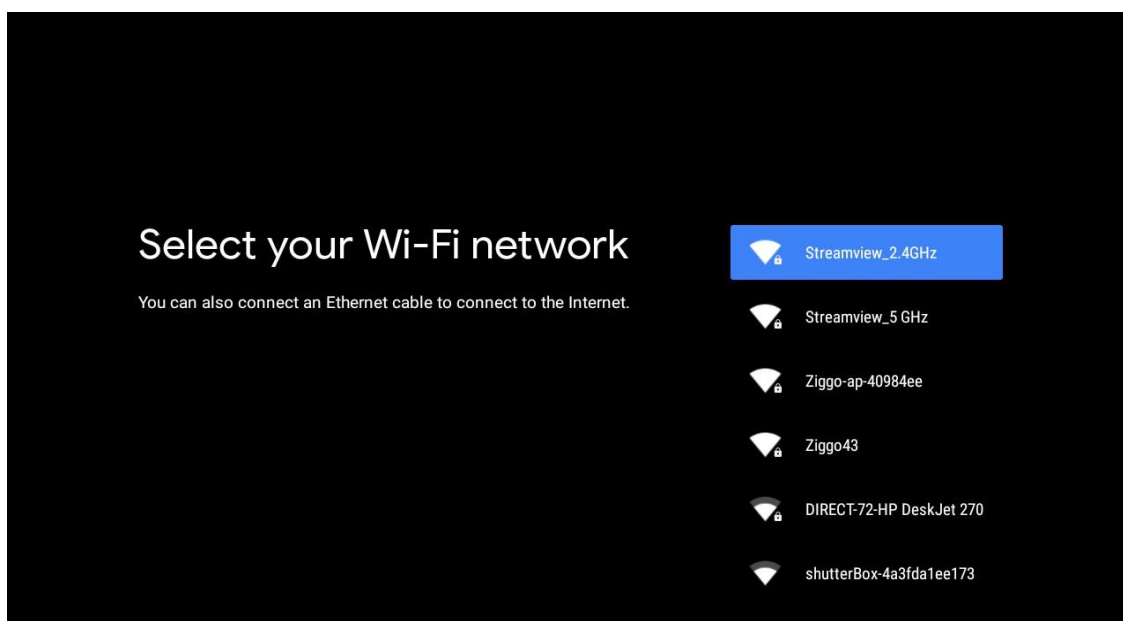 Select your Wi-Fi network
You can also connect an Ethernet cable to connect to the Internet.
Streamview_2.4GHz
Streamview_5 GHz
Ziggo-ap-40984ee
Ziggo43
DIRECT-72-HP DeskJet 270
shutterBox-4a3fda1ee173